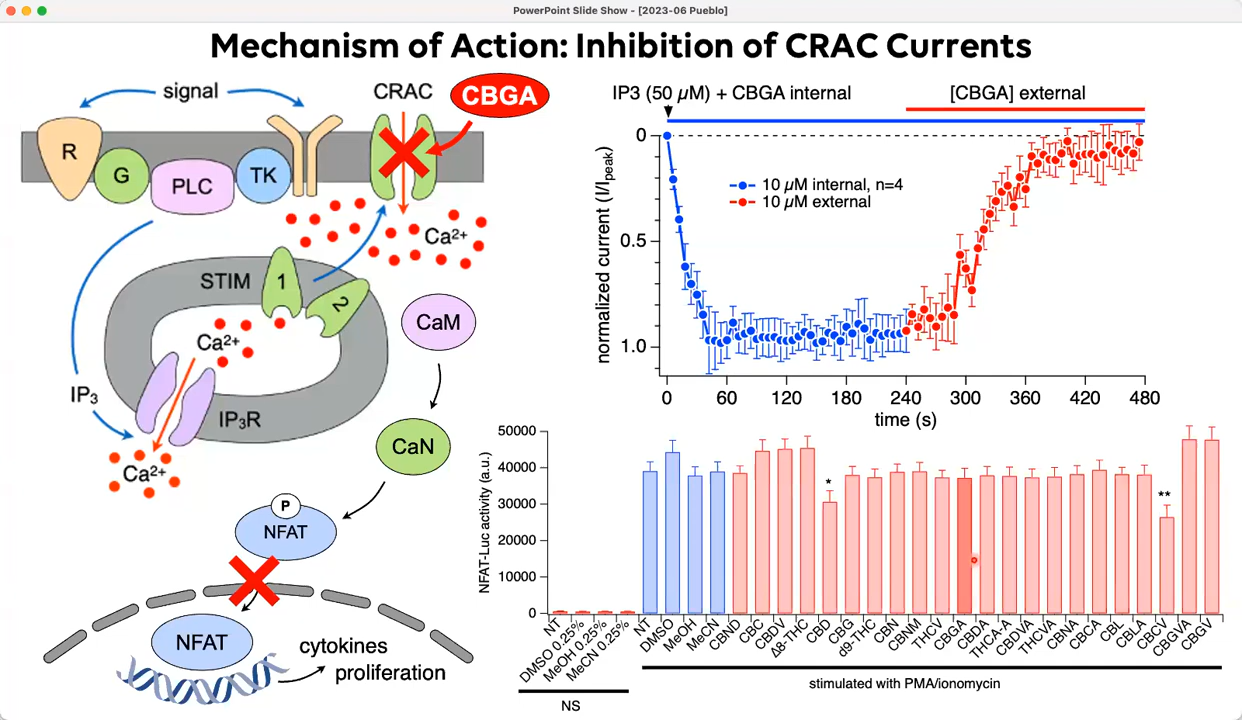 PowerPoint Slide Show - [2023-06 Pueblo]
Mechanism of Action: Inhibition of CRAC Currents
signal
CRAC
CBGA
R
G
PLC
TK
Ca²⁺
STIM
1
2
Ca²⁺
CaM
IP₃
IP₃R
Ca²⁺
CaN
P
NFAT
NFAT
cytokines
proliferation
IP3 (50 µM) + CBGA internal
[CBGA] external
normalized current (I/Ipeak)
0
0.5
1.0
10 µM internal, n=4
10 µM external
0 60 120 180 240 300 360 420 480
time (s)
NFAT-Luc activity (a.u.)
50000
40000
30000
20000
10000
0
*
**
NT
DMSO 0.25%
MeOH 0.25%
MeCN 0.25%
NT
DMSO
MeOH
MeCN
CBND
CBC
CBDV
Δ8-THC
CBD
CBG
d9-THC
CBN
CBNM
THCV
CBGA
CBDA
THCA-A
CBDVA
THCVA
CBNA
CBCA
CBL
CBLA
CBCV
CBGVA
CBGV
NS
stimulated with PMA/ionomycin